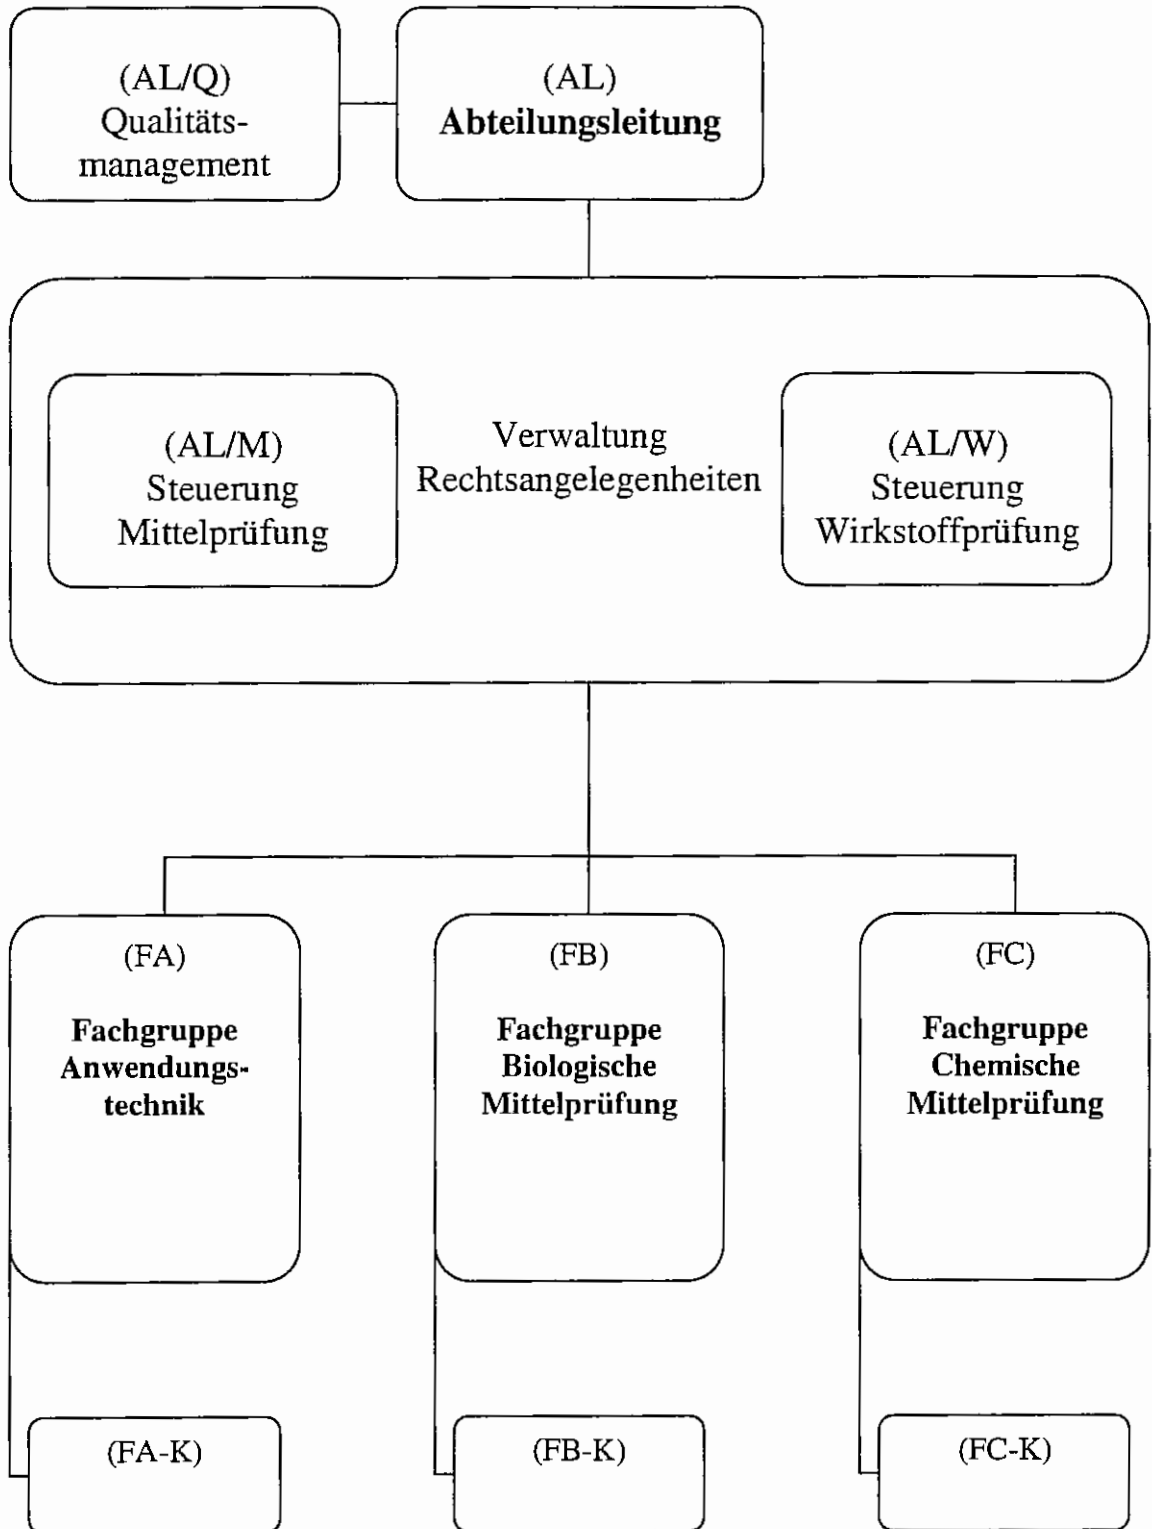 (AL/Q)
Qualitäts-
management
(AL)
Abteilungsleitung
(AL/M)
Steuerung
Mittelprüfung
Verwaltung
Rechtsangelegenheiten
(AL/W)
Steuerung
Wirkstoffprüfung
(FA)
Fachgruppe
Anwendungs-
technik
(FB)
Fachgruppe
Biologische
Mittelprüfung
(FC)
Fachgruppe
Chemische
Mittelprüfung
(FA-K)
(FB-K)
(FC-K)